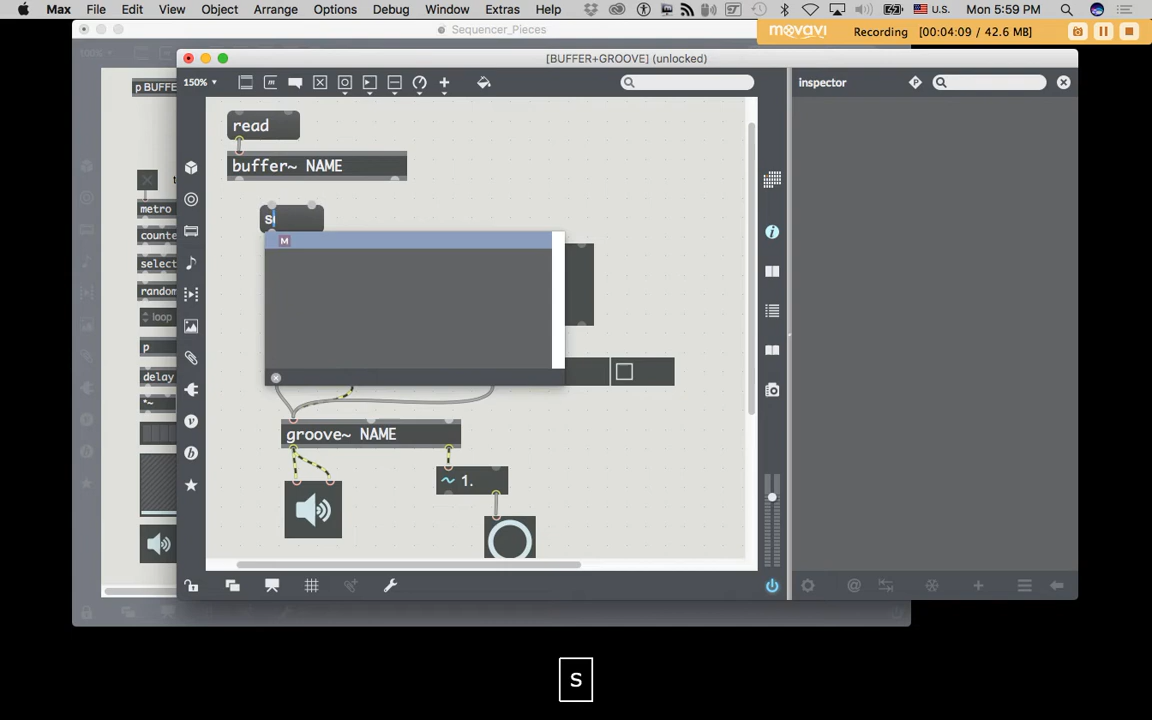 Max File Edit View Object Arrange Options Debug Window Extras Help U.S. Mon 5:59 PM
movavi Recording [00:04:09 / 42.6 MB]
Sequencer_Pieces
[BUFFER+GROOVE] (unlocked)
100%
150%
inspector
p BUFFE
read
buffer~ NAME
t
metro
counte
select
random
loop
p
delay
*~
s
M
groove~ NAME
~ 1.
S